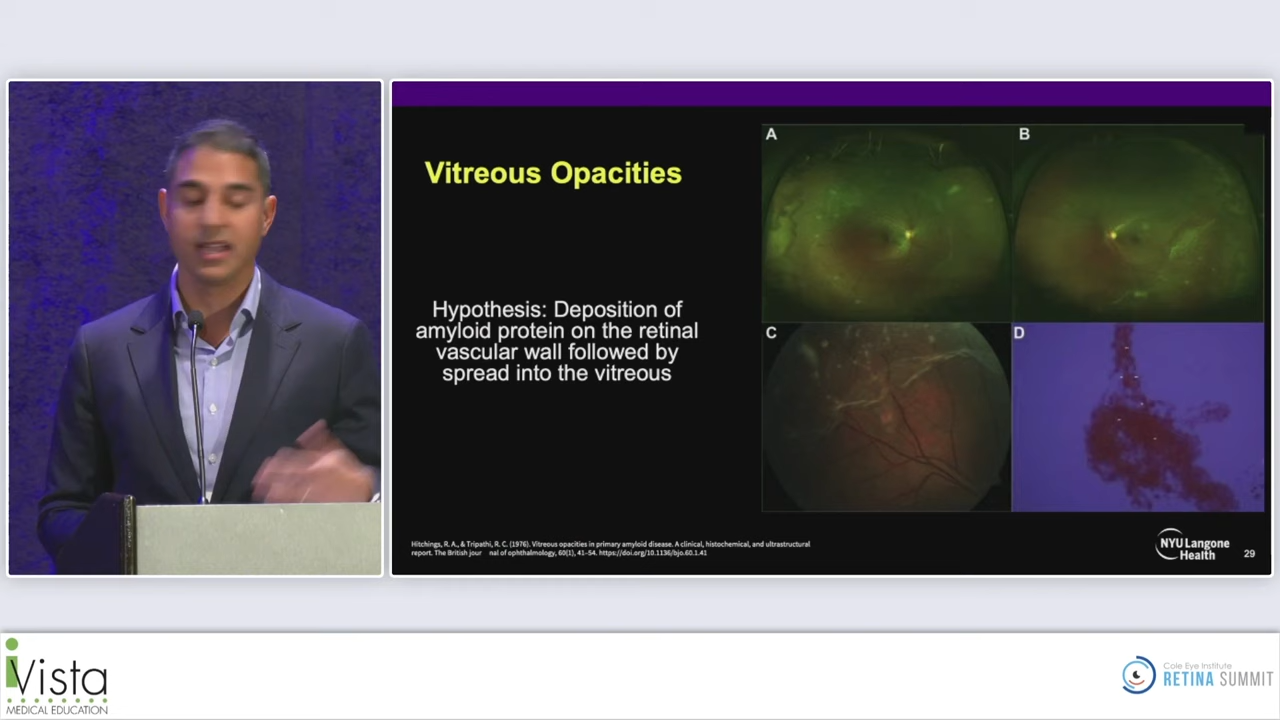 Vitreous Opacities
Hypothesis: Deposition of
amyloid protein on the retinal
vascular wall followed by
spread into the vitreous
A
B
C
D
Hitchings, R. A., & Tripathi, R. C. (1976). Vitreous opacities in primary amyloid disease. A clinical, histochemical, and ultrastructural
report. The British jour nal of ophthalmology, 60(1), 41–54. https://doi.org/10.1136/bjo.60.1.41
NYU Langone
Health
29
iVista
MEDICAL EDUCATION
Cole Eye Institute
RETINA SUMMIT